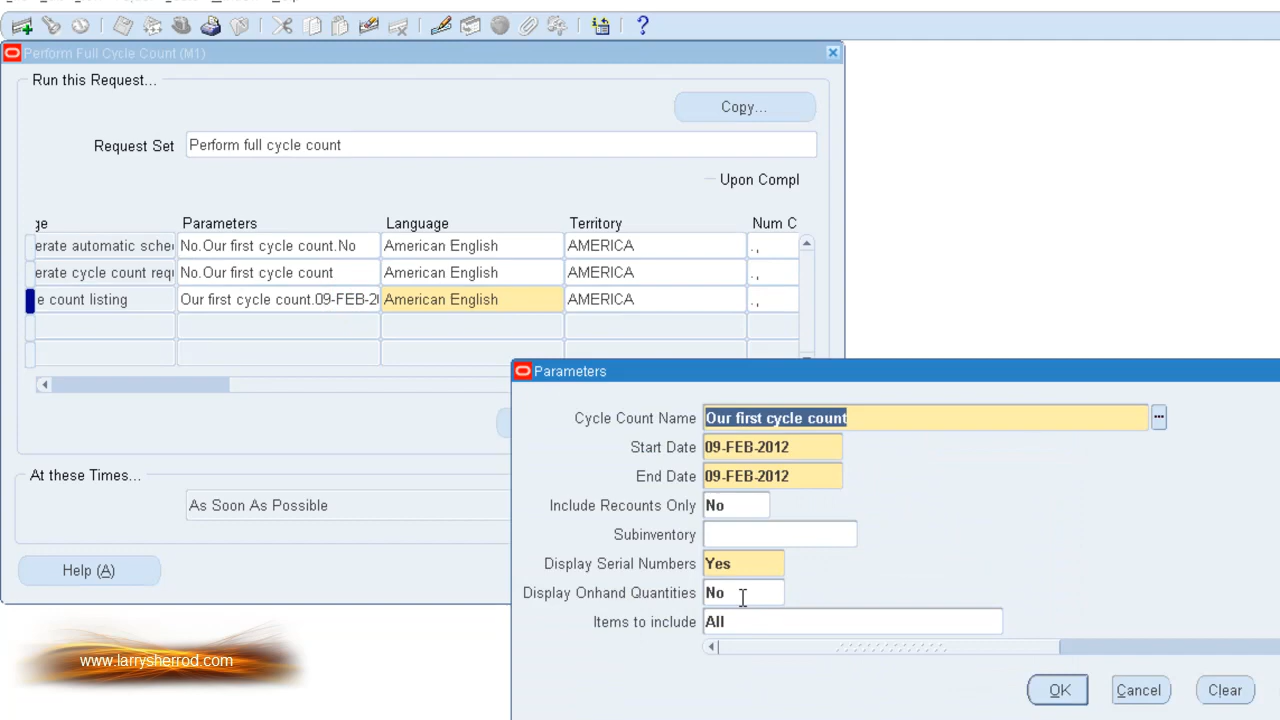 Perform Full Cycle Count (M1)
Run this Request...
Copy...
Request Set Perform full cycle count
Upon Compl
ge Parameters Language Territory Num C
erate automatic sche No.Our first cycle count.No American English AMERICA .,
erate cycle count requ No.Our first cycle count American English AMERICA .,
e count listing Our first cycle count.09-FEB-20 American English AMERICA .,
Parameters
Cycle Count Name Our first cycle count ...
Start Date 09-FEB-2012
End Date 09-FEB-2012
Include Recounts Only No
Subinventory
Display Serial Numbers Yes
Display Onhand Quantities No
Items to include All
OK Cancel Clear
At these Times...
As Soon As Possible
Help (A)
www.larrysherrod.com